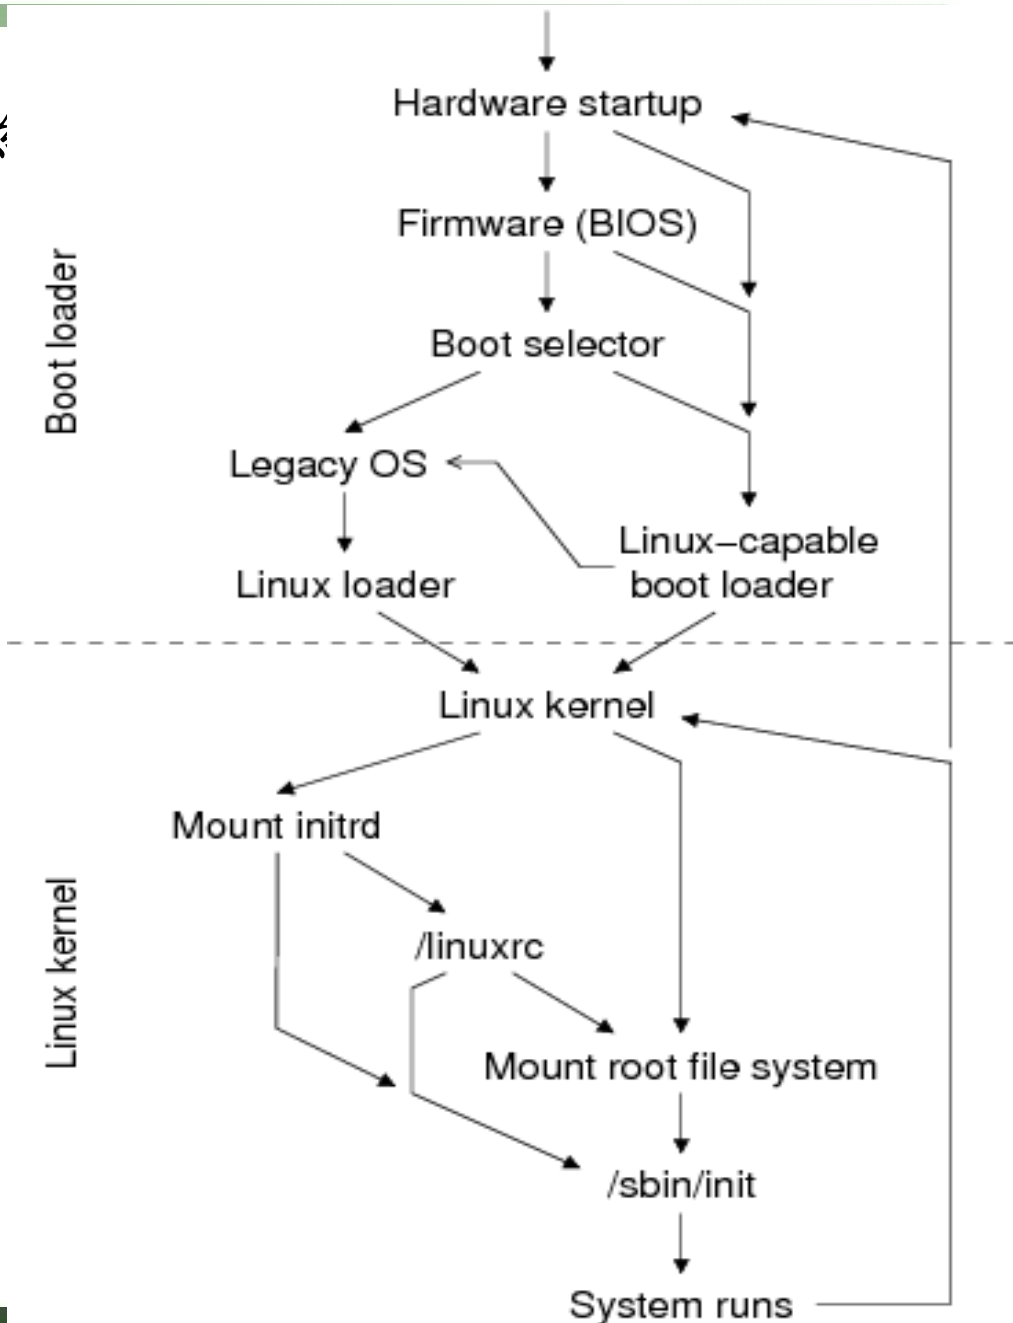 Hardware startup
Firmware (BIOS)
Boot selector
Boot loader
Legacy OS
Linux–capable
boot loader
Linux loader
Linux kernel
Mount initrd
/linuxrc
Linux kernel
Mount root file system
/sbin/init
System runs